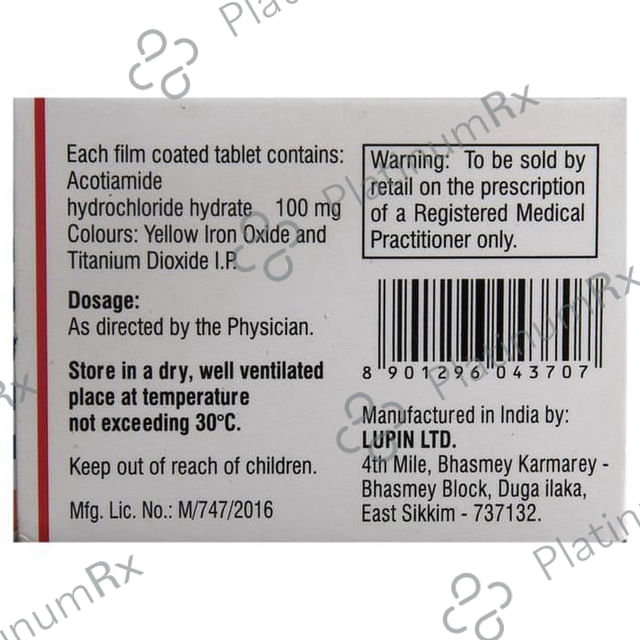 Each film coated tablet contains:
Acotiamide
hydrochloride hydrate 100 mg
Colours: Yellow Iron Oxide and
Titanium Dioxide I.P.
Dosage:
As directed by the Physician.
Store in a dry, well ventilated
place at temperature
not exceeding 30°C.
Keep out of reach of children.
Mfg. Lic. No.: M/747/2016
Warning: To be sold by
retail on the prescription
of a Registered Medical
Practitioner only.
8 901296 043707
Manufactured in India by:
LUPIN LTD.
4th Mile, Bhasmey Karmarey -
Bhasmey Block, Duga ilaka,
East Sikkim - 737132.
PlatinumRx
PlatinumRx